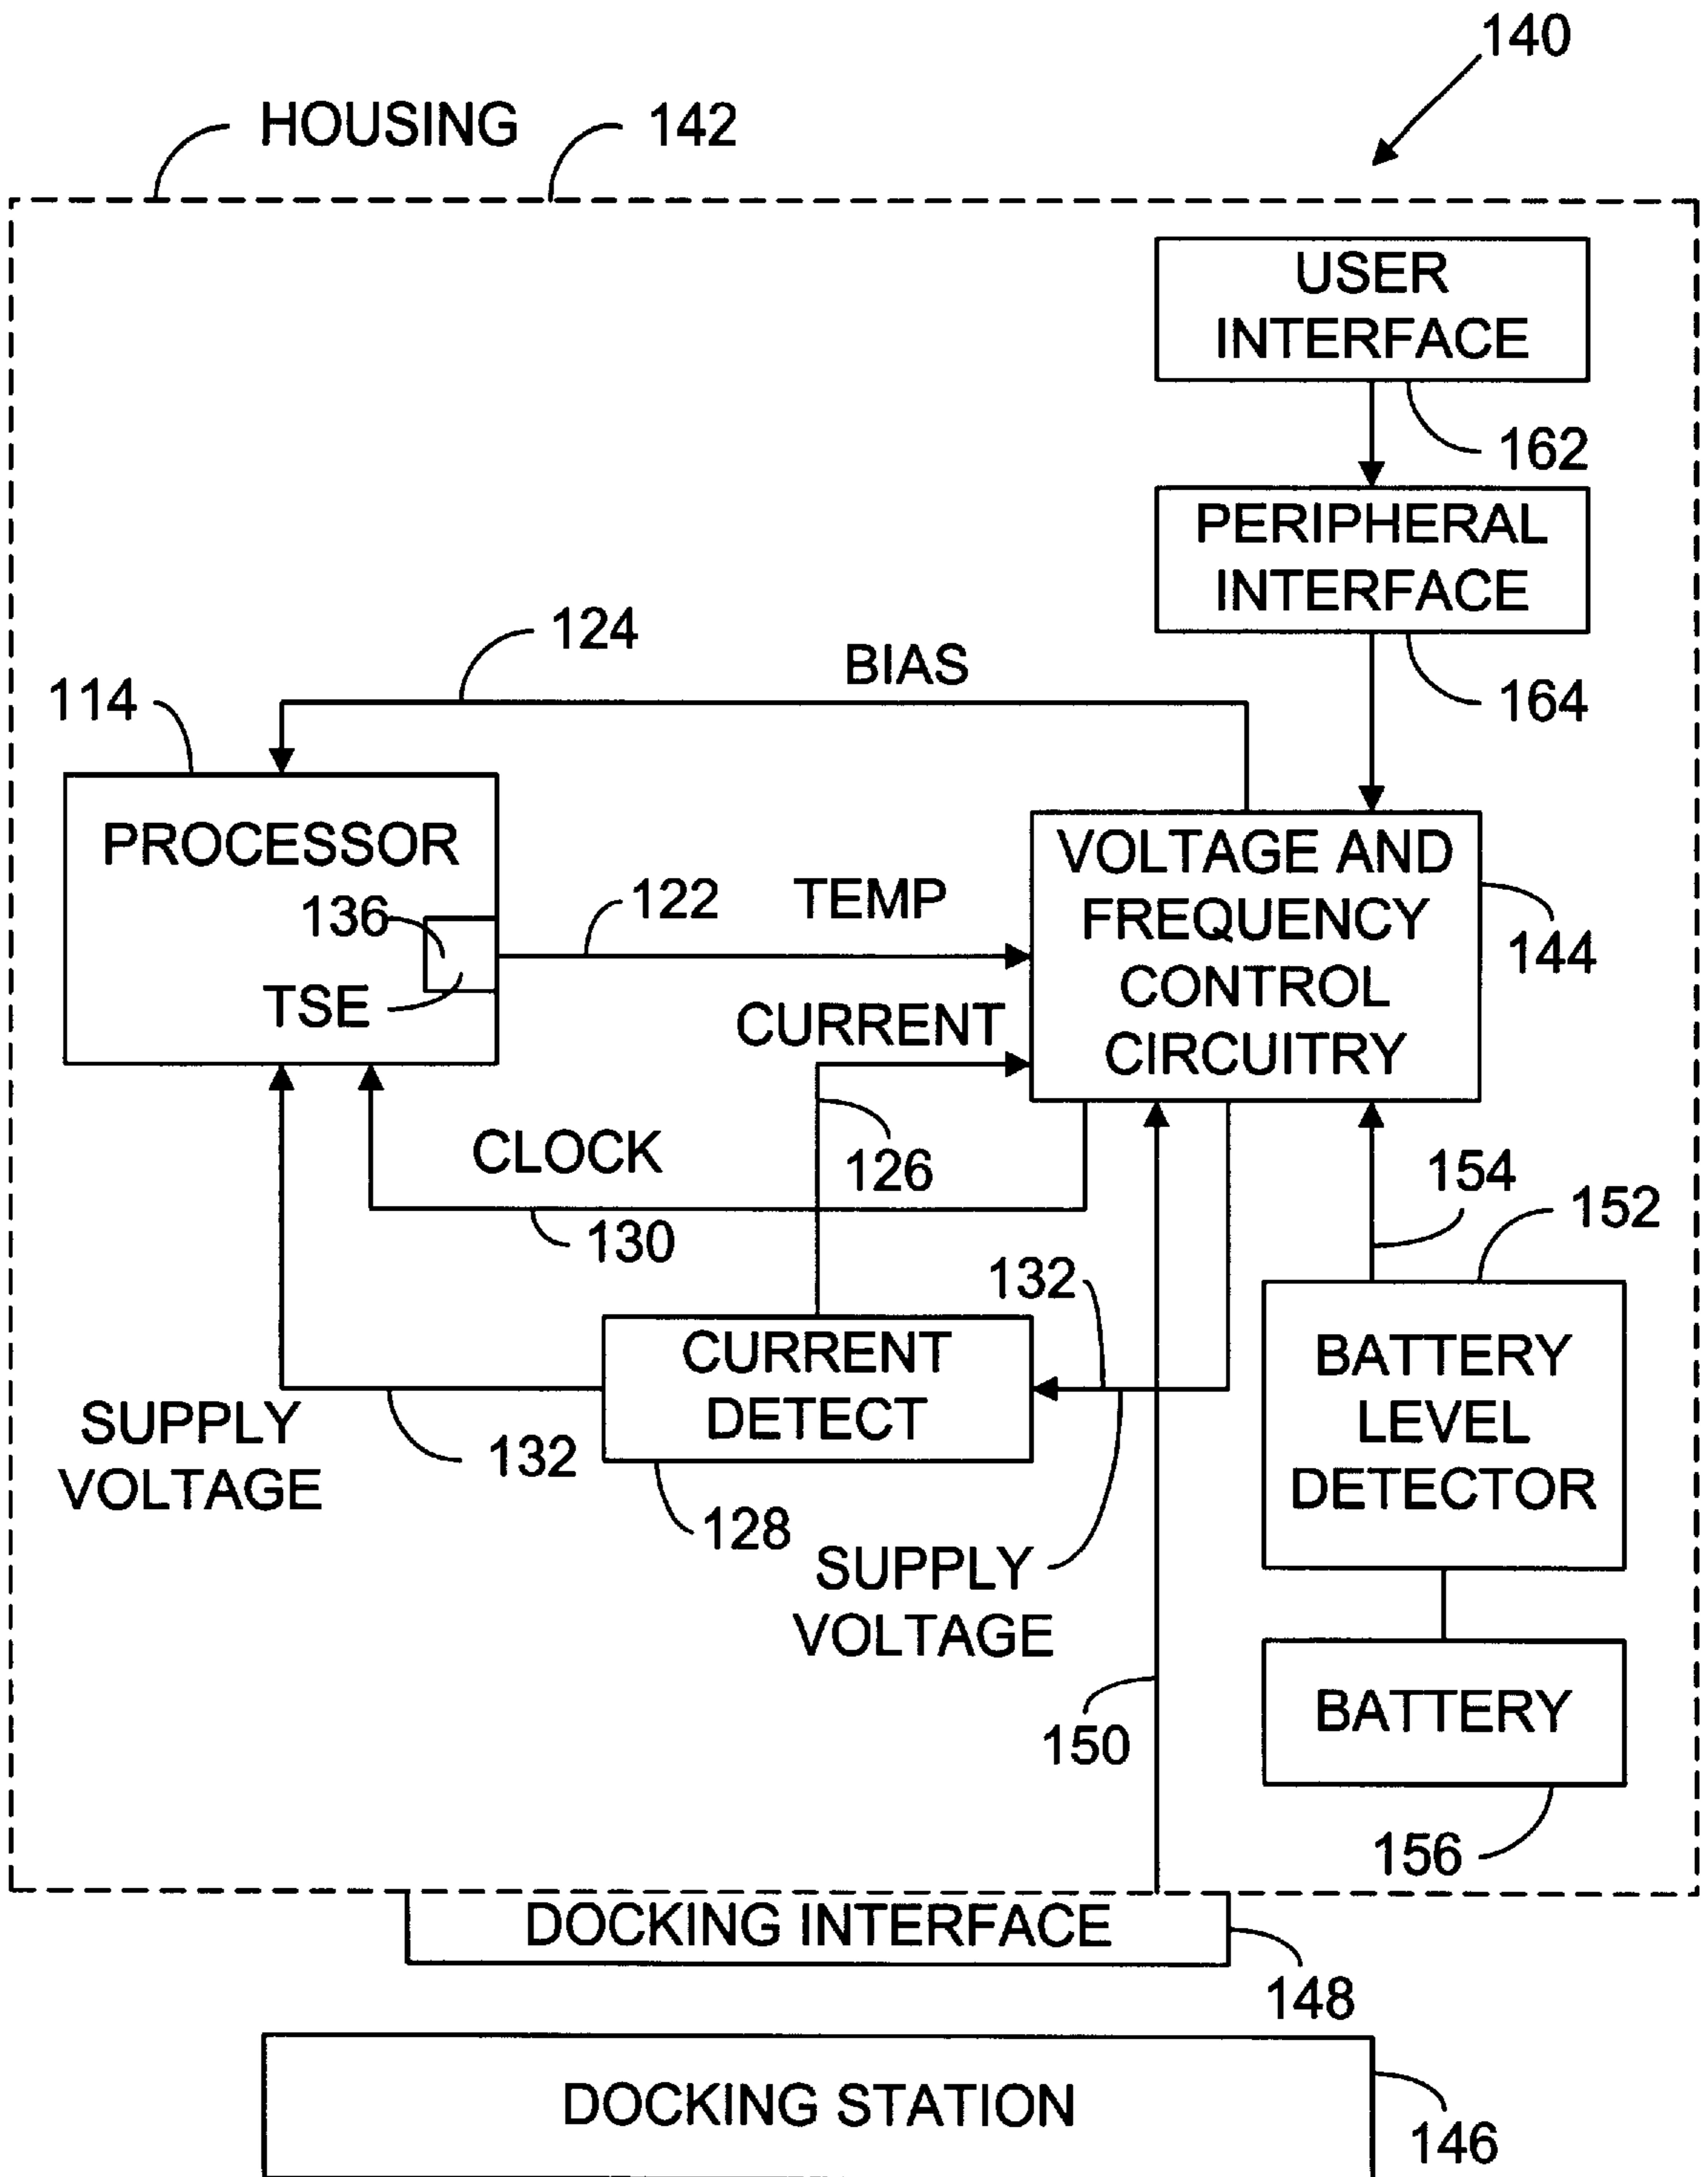 140
HOUSING
142
USER
INTERFACE
162
PERIPHERAL
INTERFACE
124
BIAS
164
114
PROCESSOR
VOLTAGE AND
FREQUENCY
CONTROL
CIRCUITRY
136
122
TEMP
144
TSE
CURRENT
CLOCK
126
154
152
130
132
CURRENT
DETECT
BATTERY
LEVEL
DETECTOR
SUPPLY
VOLTAGE
132
128
SUPPLY
VOLTAGE
150
BATTERY
156
DOCKING INTERFACE
148
DOCKING STATION
146